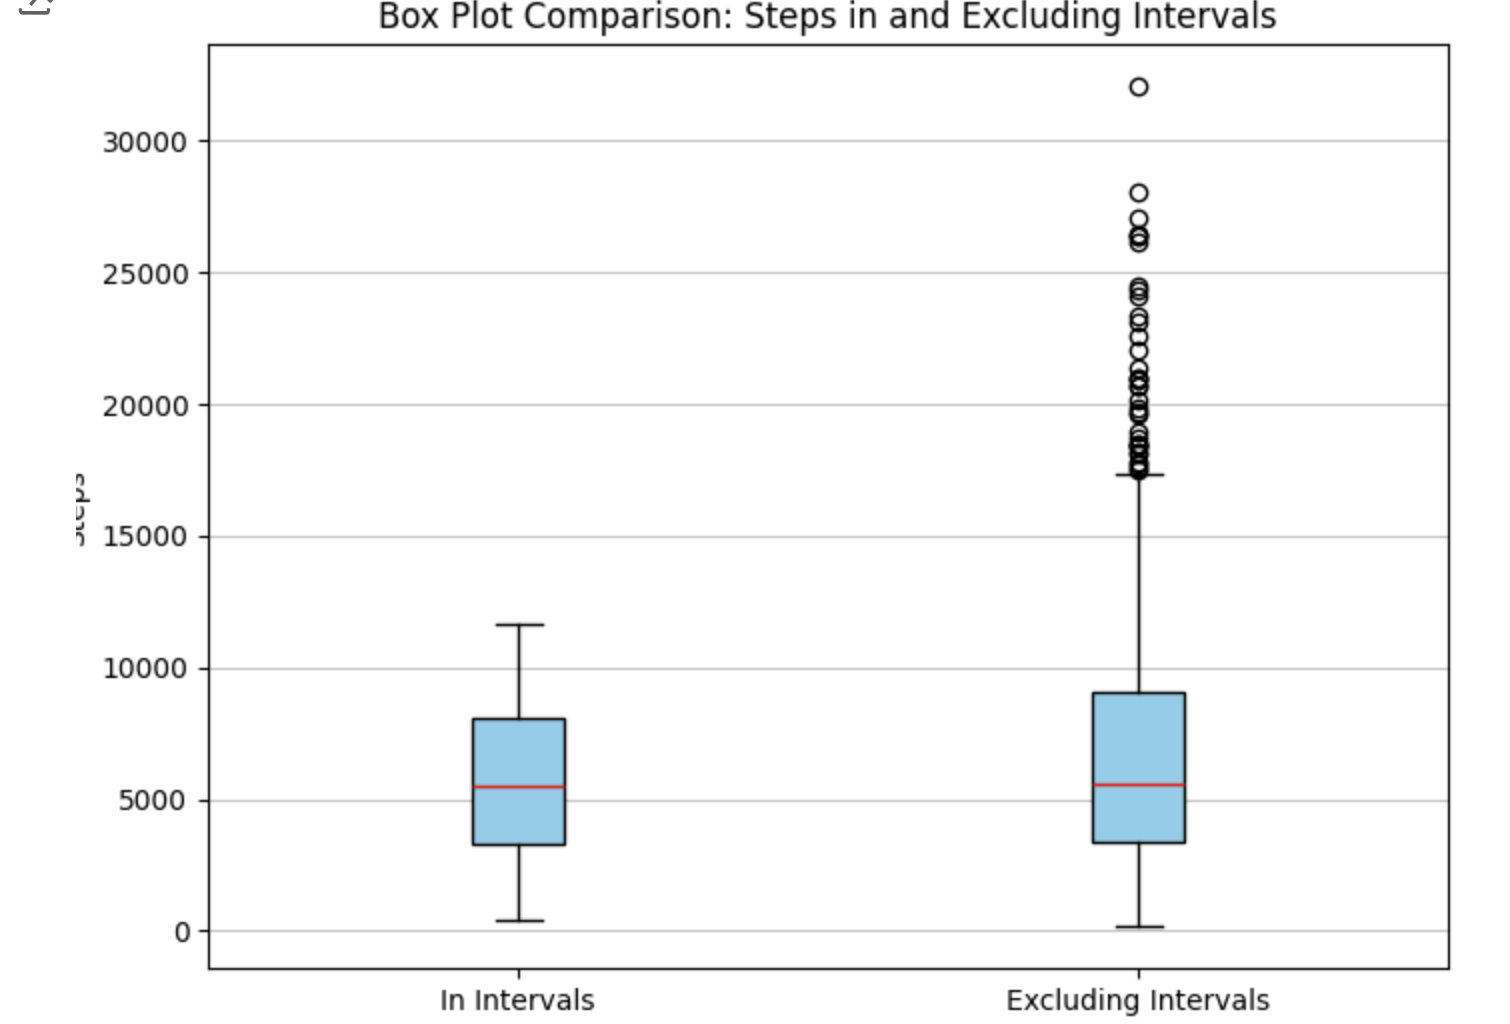 Box Plot Comparison: Steps in and Excluding Intervals
30000
25000
20000
Steps
15000
10000
5000
0
In Intervals
Excluding Intervals